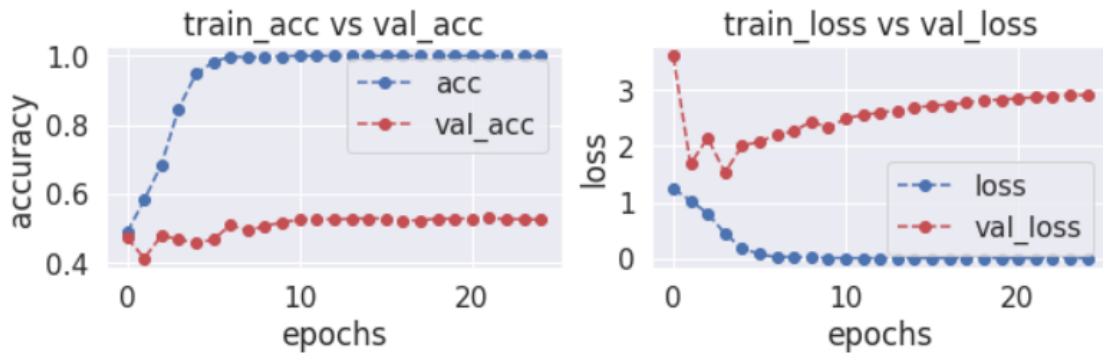 train_acc vs val_acc
1.0
0.8
0.6
0.4
accuracy
acc
val_acc
0 10 20
epochs
train_loss vs val_loss
3
2
1
0
loss
loss
val_loss
0 10 20
epochs